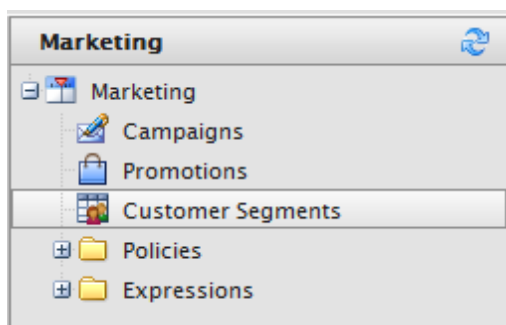 Marketing
Marketing
Campaigns
Promotions
Customer Segments
Policies
Expressions